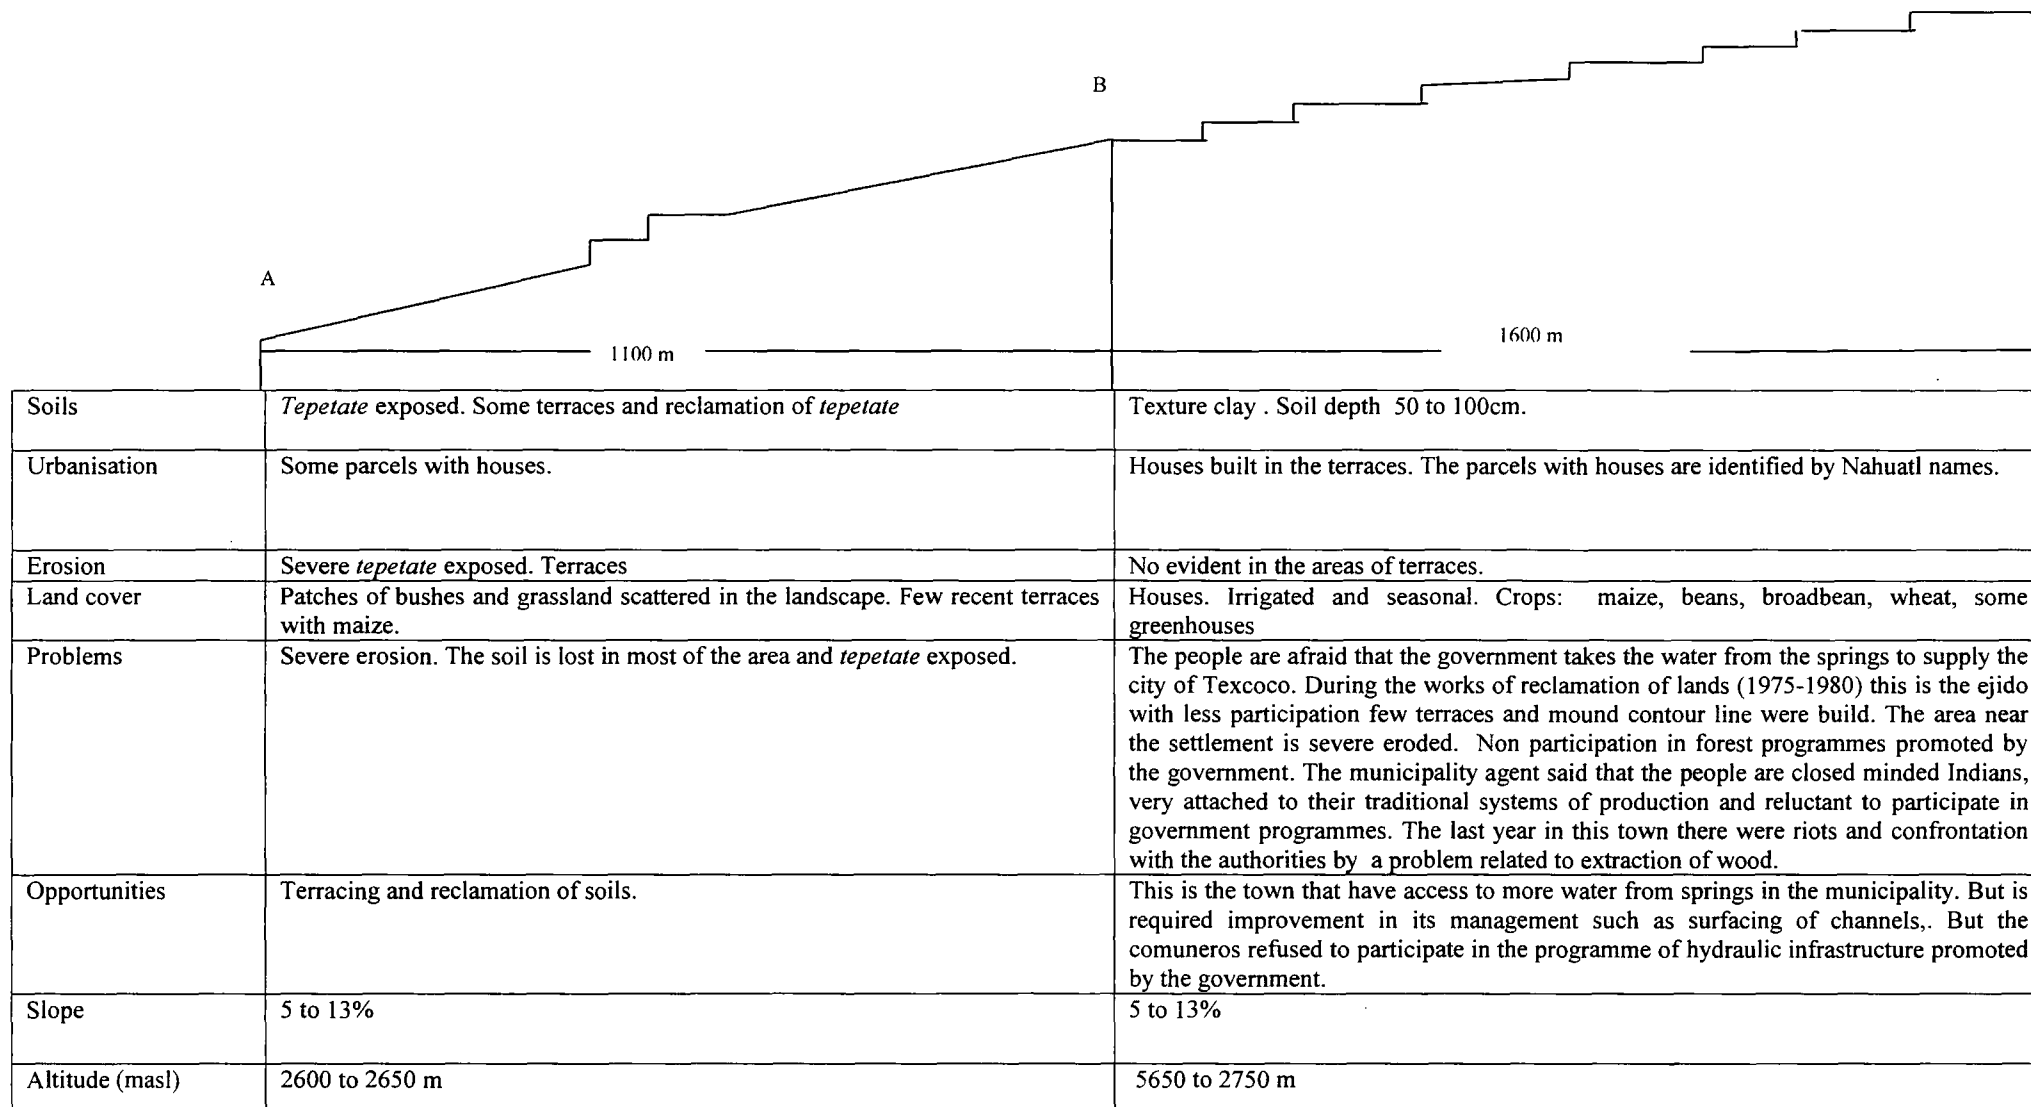 B
A
1100 m
1600 m
Soils
Tepetate exposed. Some terraces and reclamation of tepetate
Texture clay . Soil depth 50 to 100cm.
Urbanisation
Some parcels with houses.
Houses built in the terraces. The parcels with houses are identified by Nahuatl names.
Erosion
Severe tepetate exposed. Terraces
No evident in the areas of terraces.
Land cover
Patches of bushes and grassland scattered in the landscape. Few recent terraces
with maize.
Houses. Irrigated and seasonal. Crops: maize, beans, broadbean, wheat, some
greenhouses
Problems
Severe erosion. The soil is lost in most of the area and tepetate exposed.
The people are afraid that the government takes the water from the springs to supply the
city of Texcoco. During the works of reclamation of lands (1975-1980) this is the ejido
with less participation few terraces and mound contour line were build. The area near
the settlement is severe eroded. Non participation in forest programmes promoted by
the government. The municipality agent said that the people are closed minded Indians,
very attached to their traditional systems of production and reluctant to participate in
government programmes. The last year in this town there were riots and confrontation
with the authorities by a problem related to extraction of wood.
Opportunities
Terracing and reclamation of soils.
This is the town that have access to more water from springs in the municipality. But is
required improvement in its management such as surfacing of channels,. But the
comuneros refused to participate in the programme of hydraulic infrastructure promoted
by the government.
Slope
5 to 13%
5 to 13%
Altitude (masl)
2600 to 2650 m
5650 to 2750 m